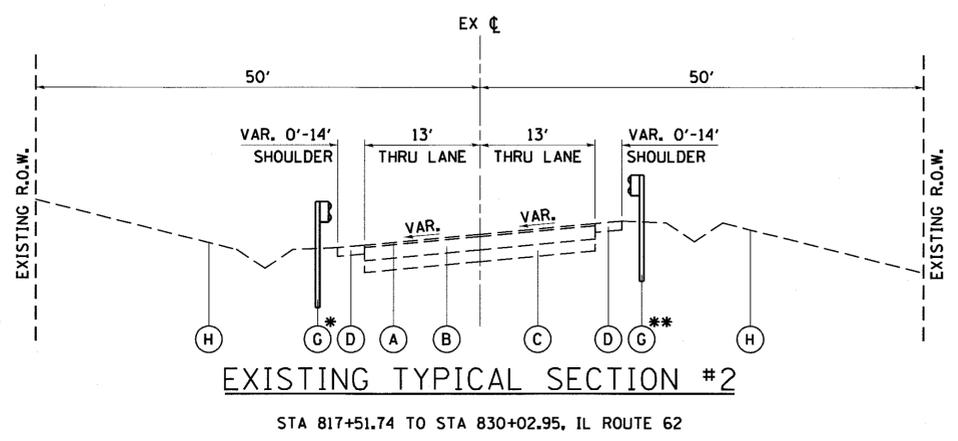 EX ℄
50' 50'
VAR. 0'-14' 13' 13' VAR. 0'-14'
SHOULDER THRU LANE THRU LANE SHOULDER
EXISTING R.O.W.
EXISTING R.O.W.
VAR. VAR.
H G * D A B C D G ** H
EXISTING TYPICAL SECTION #2
STA 817+51.74 TO STA 830+02.95, IL ROUTE 62